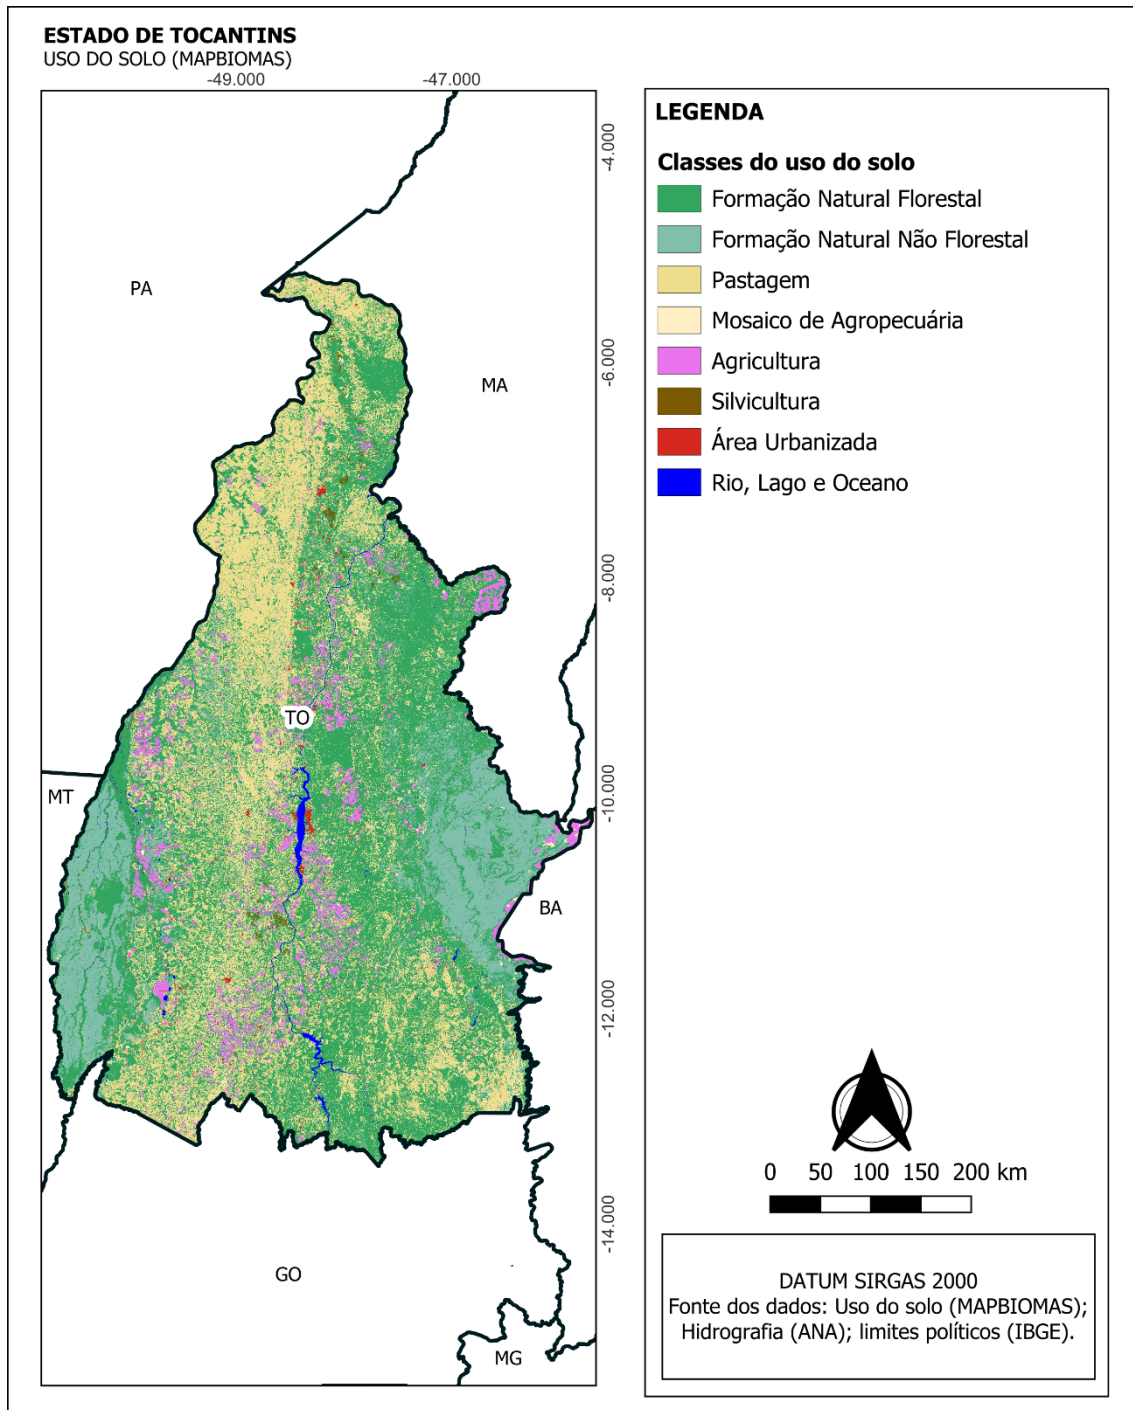 ESTADO DE TOCANTINS
USO DO SOLO (MAPBIOMAS)
-49.000
-47.000
-4.000
-6.000
-8.000
-10.000
-12.000
-14.000
PA
MA
TO
MT
BA
GO
MG
LEGENDA
Classes do uso do solo
Formação Natural Florestal
Formação Natural Não Florestal
Pastagem
Mosaico de Agropecuária
Agricultura
Silvicultura
Área Urbanizada
Rio, Lago e Oceano
0 50 100 150 200 km
DATUM SIRGAS 2000
Fonte dos dados: Uso do solo (MAPBIOMAS);
Hidrografia (ANA); limites políticos (IBGE).